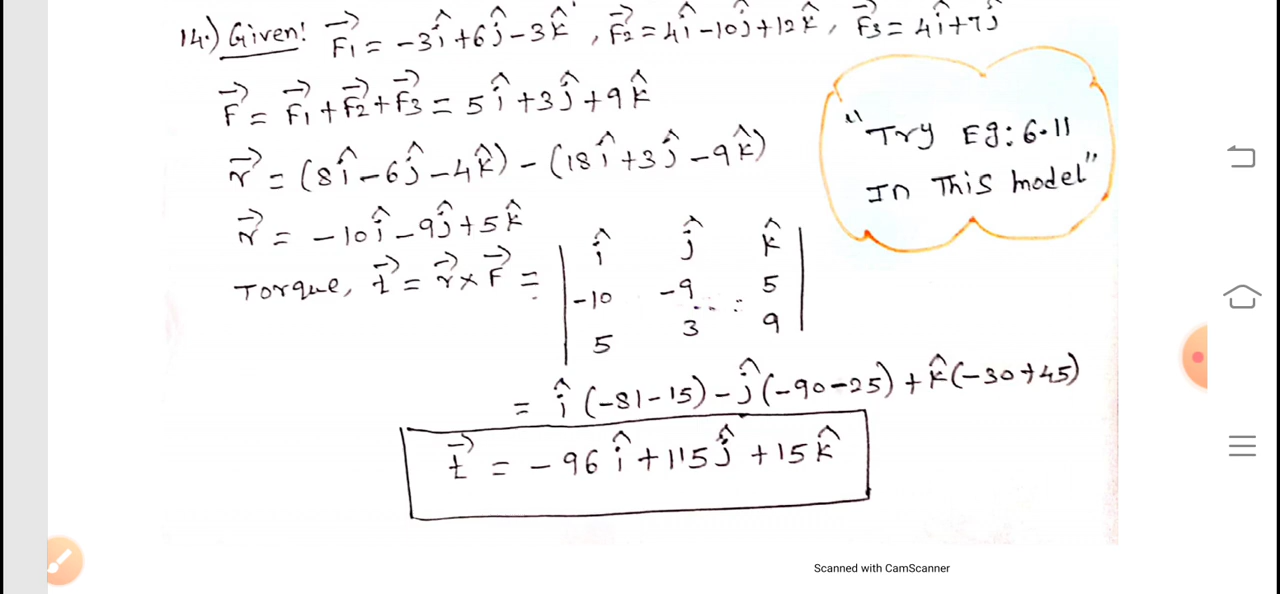 14.) Given! F₁⃗ = -3î+6ĵ-3k̂ , F₂⃗ = 4î-10ĵ+12k̂, F₃⃗ = 4î+7ĵ
F⃗ = F₁⃗ + F₂⃗ + F₃⃗ = 5î+3ĵ+9k̂
r⃗ = (8î-6ĵ-4k̂) - (18î+3ĵ-9k̂)
r⃗ = -10î-9ĵ+5k̂
Torque, t⃗ = r⃗ × F⃗ =
î ĵ k̂
-10 -9 5
5 3 9
= î(-81-15) - ĵ(-90-25) + k̂(-30+45)
t⃗ = -96î+115ĵ+15k̂
"Try Eg: 6.11
In This model"
Scanned with CamScanner